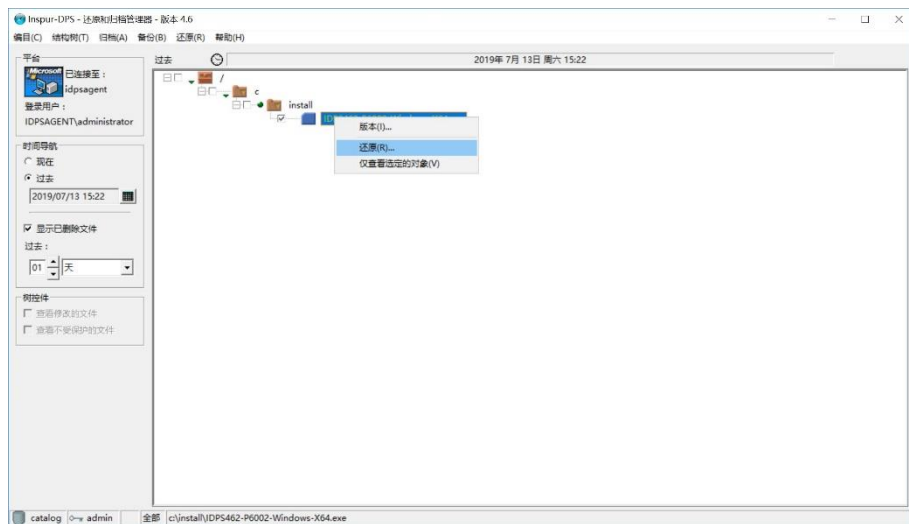 Inspur-DPS - 还原和归档管理器 - 版本 4.6
编目(C) 结构树(T) 归档(A) 备份(B) 还原(R) 帮助(H)
平台
Microsoft
已连接至：
idpsagent
登录用户：
IDPSAGENT\administrator
过去
2019年 7月 13日 周六 15:22
/
c
install
版本(I)...
还原(R)...
仅查看选定的对象(V)
时间导航
现在
过去
2019/07/13 15:22
显示已删除文件
过去：
01 天
树控件
查看修改的文件
查看不受保护的文件
catalog admin 全部 c:\install\IDPS462-P6002-Windows-X64.exe